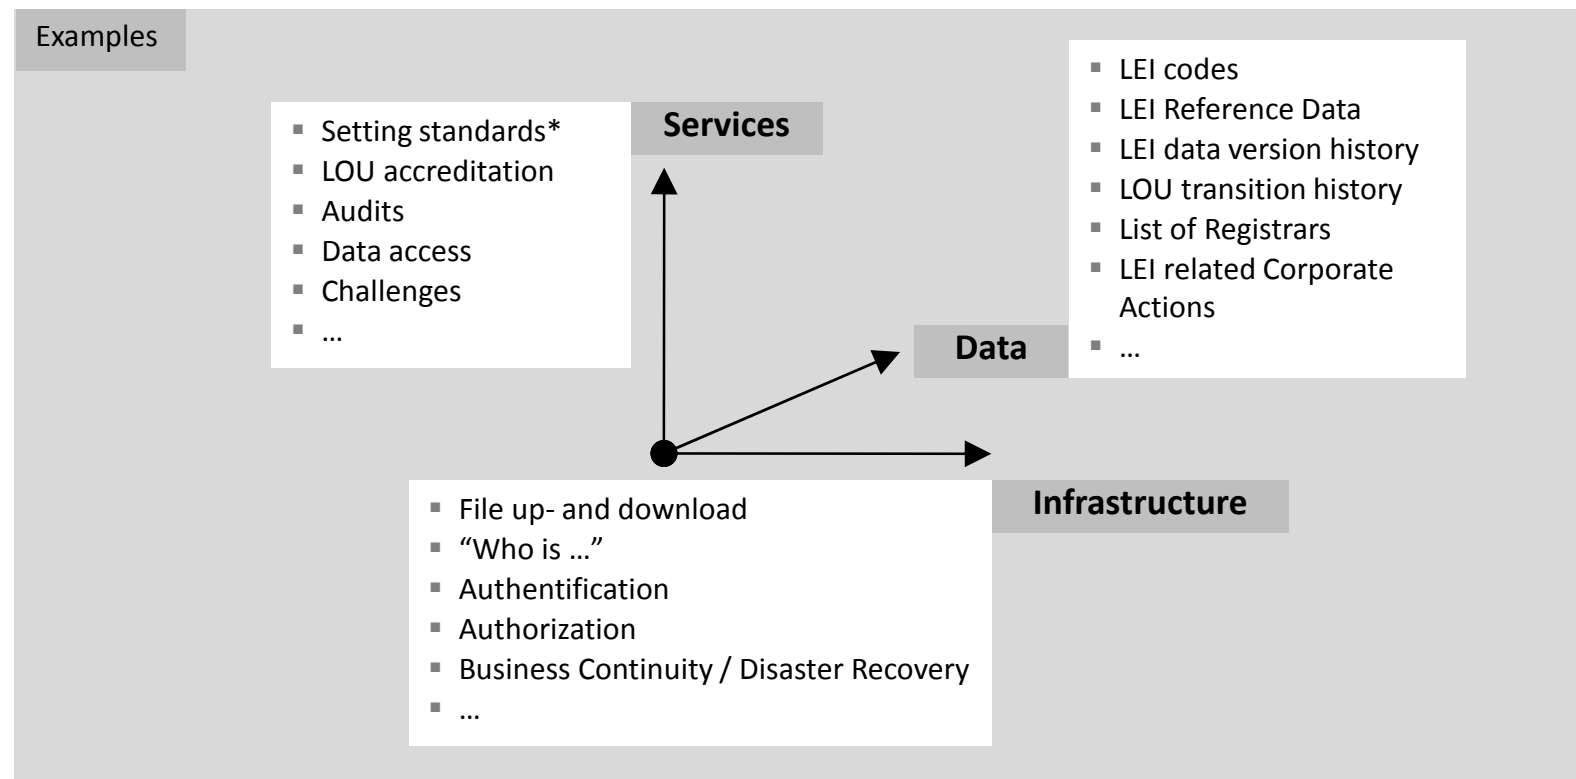 Examples
Services
▪ Setting standards*
▪ LOU accreditation
▪ Audits
▪ Data access
▪ Challenges
▪ ...
Data
▪ LEI codes
▪ LEI Reference Data
▪ LEI data version history
▪ LOU transition history
▪ List of Registrars
▪ LEI related Corporate
Actions
▪ ...
Infrastructure
▪ File up- and download
▪ “Who is ...”
▪ Authentification
▪ Authorization
▪ Business Continuity / Disaster Recovery
▪ ...